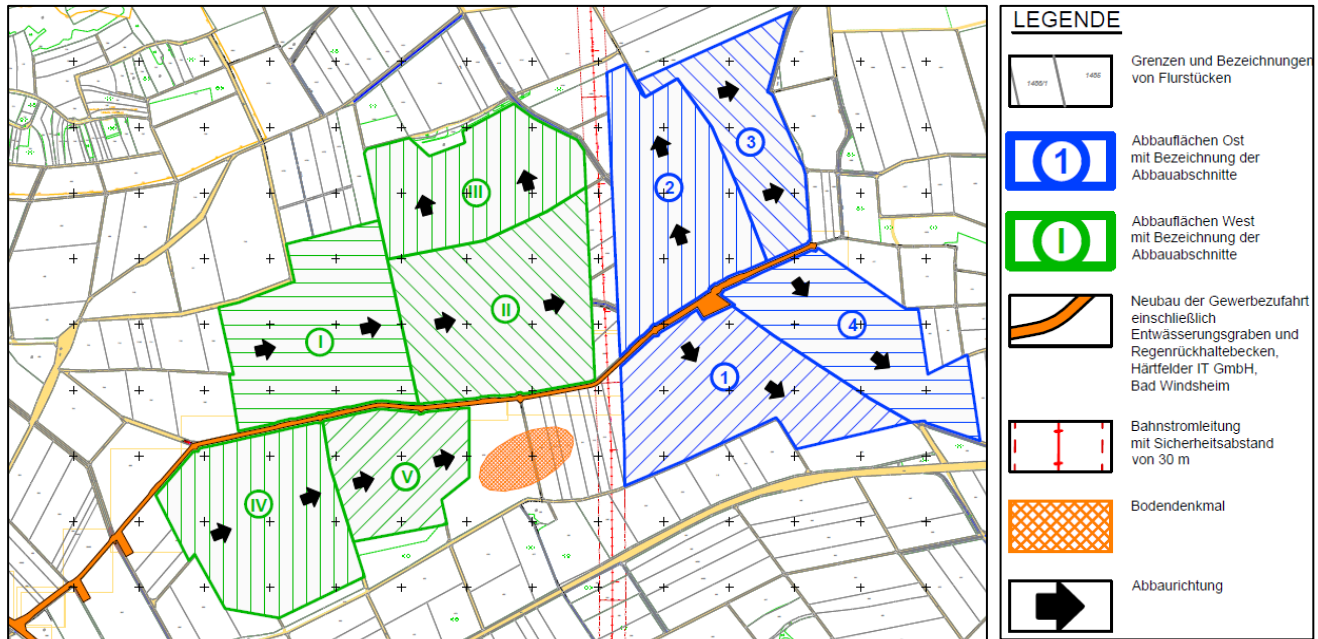 LEGENDE
1486/1
1486
Grenzen und Bezeichnungen
von Flurstücken
1
Abbauflächen Ost
mit Bezeichnung der
Abbauabschnitte
I
Abbauflächen West
mit Bezeichnung der
Abbauabschnitte
Neubau der Gewerbezufahrt
einschließlich
Entwässerungsgraben und
Regenrückhaltebecken,
Härtfelder IT GmbH,
Bad Windsheim
Bahnstromleitung
mit Sicherheitsabstand
von 30 m
Bodendenkmal
Abbaurichtung
3
2
III
II
I
4
1
V
IV